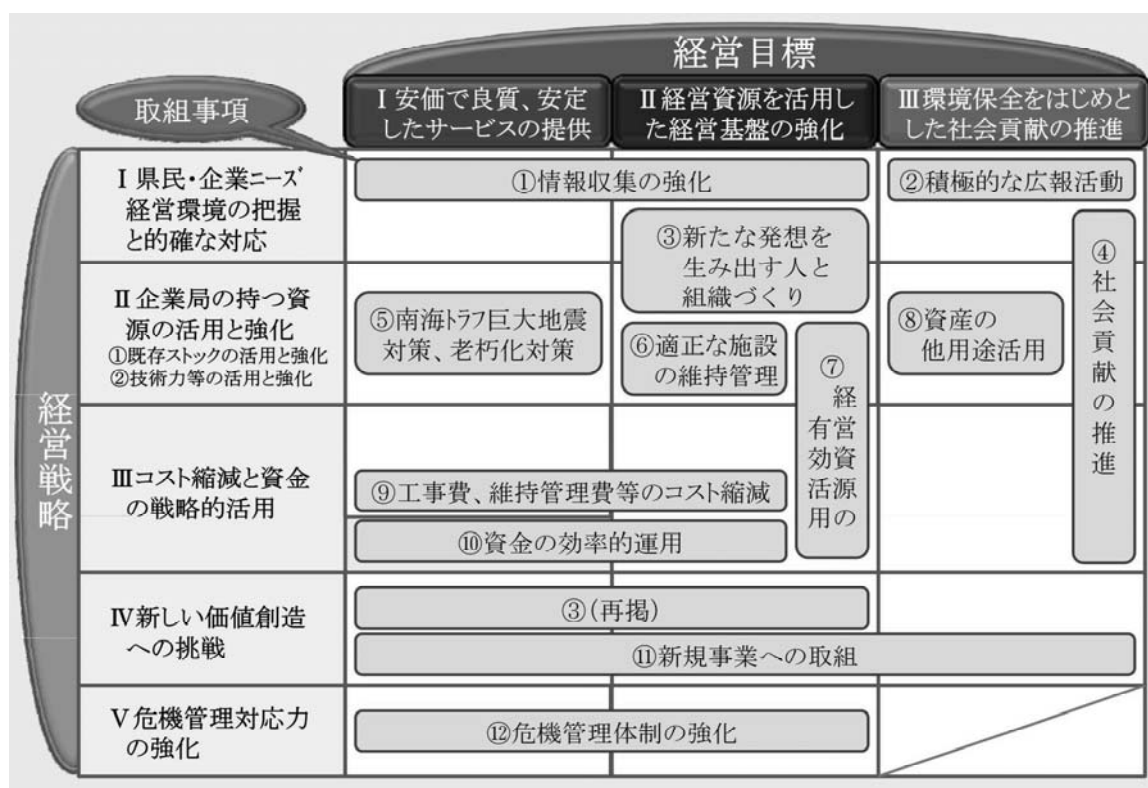 経営目標
取組事項
Ⅰ安価で良質、安定
したサービスの提供
Ⅱ経営資源を活用し
た経営基盤の強化
Ⅲ環境保全をはじめと
した社会貢献の推進
経営戦略
Ⅰ県民・企業ニーズ
経営環境の把握
と的確な対応
①情報収集の強化
②積極的な広報活動
③新たな発想を
生み出す人と
組織づくり
④社会貢献の推進
Ⅱ企業局の持つ資
源の活用と強化
①既存ストックの活用と強化
②技術力等の活用と強化
⑤南海トラフ巨大地震
対策、老朽化対策
⑥適正な施設
の維持管理
⑦経営資源の
有効活用
⑧資産の
他用途活用
Ⅲコスト縮減と資金
の戦略的活用
⑨工事費、維持管理費等のコスト縮減
⑩資金の効率的運用
Ⅳ新しい価値創造
への挑戦
③(再掲)
⑪新規事業への取組
Ⅴ危機管理対応力
の強化
⑫危機管理体制の強化